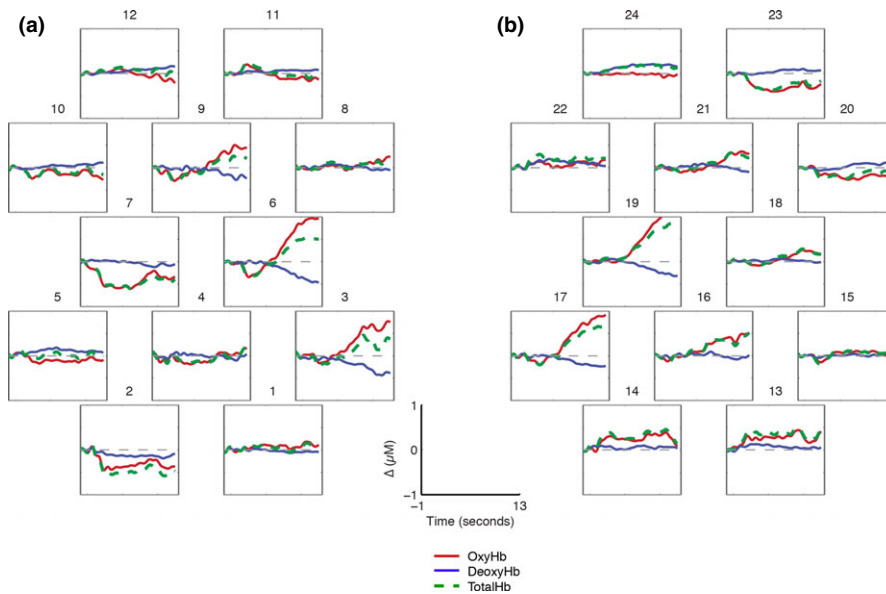 (a) 12 11 (b) 24 23
10 9 8 22 21 20
7 6 19 18
5 4 3 17 16 15
2 1 14 13
1
0
−1
Δ (μM)
−1 13
Time (seconds)
OxyHb
DeoxyHb
TotalHb